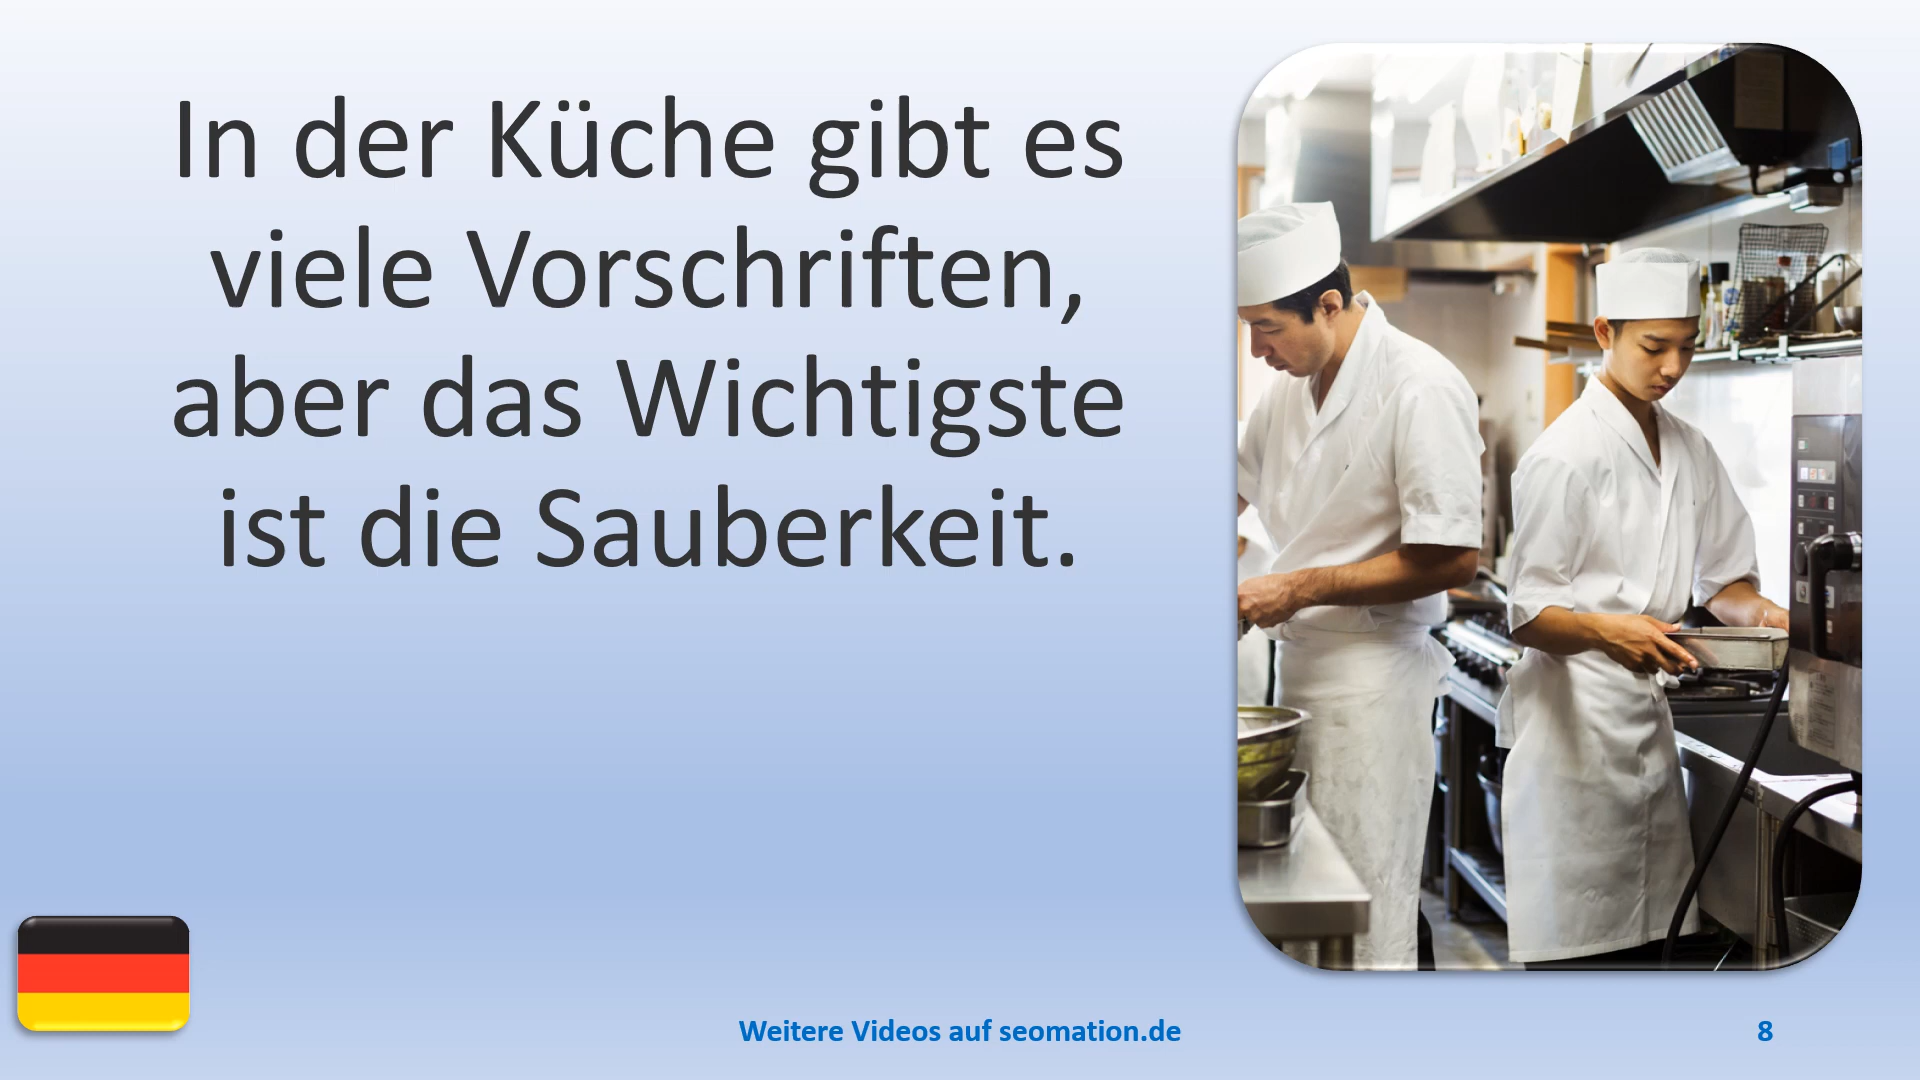 In der Küche gibt es
viele Vorschriften,
aber das Wichtigste
ist die Sauberkeit.
Weitere Videos auf seomation.de
8